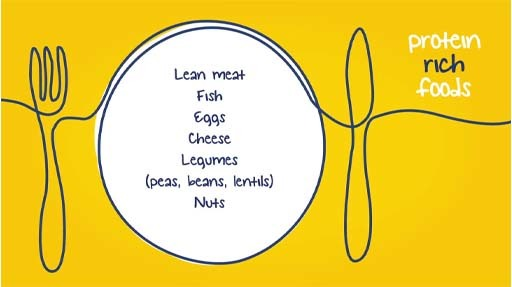 protein
rich
foods
Lean meat
Fish
Eggs
Cheese
Legumes
(peas, beans, lentils)
Nuts